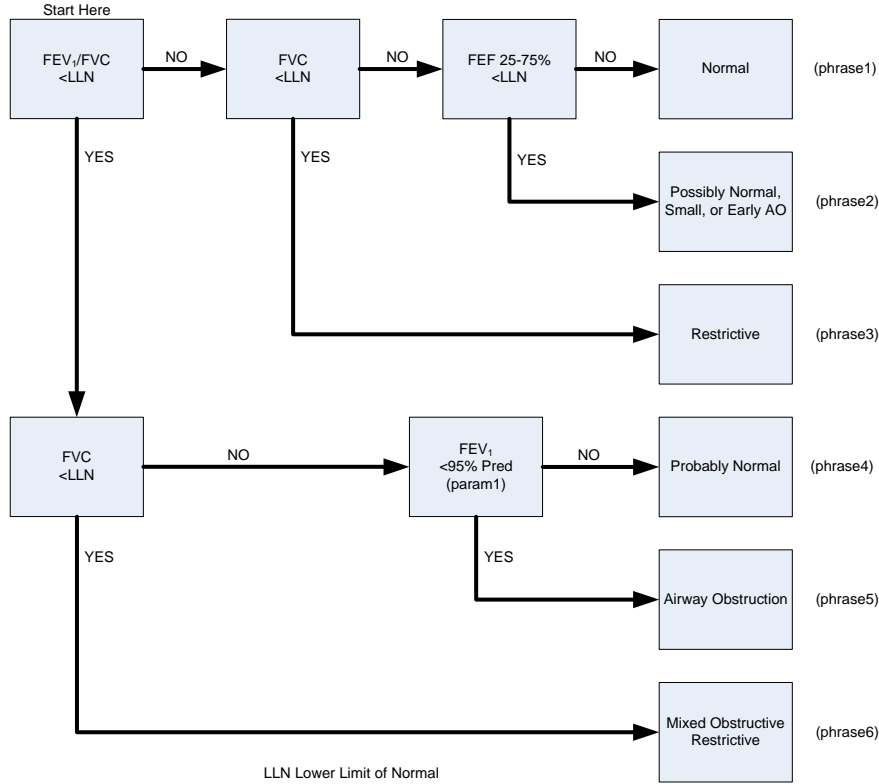 Start Here
FEV₁/FVC
<LLN
NO
FVC
<LLN
NO
FEF 25-75%
<LLN
NO
Normal
(phrase1)
YES
YES
YES
Possibly Normal,
Small, or Early AO
(phrase2)
Restrictive
(phrase3)
FVC
<LLN
NO
FEV₁
<95% Pred
(param1)
NO
Probably Normal
(phrase4)
YES
YES
Airway Obstruction
(phrase5)
Mixed Obstructive
Restrictive
(phrase6)
LLN Lower Limit of Normal